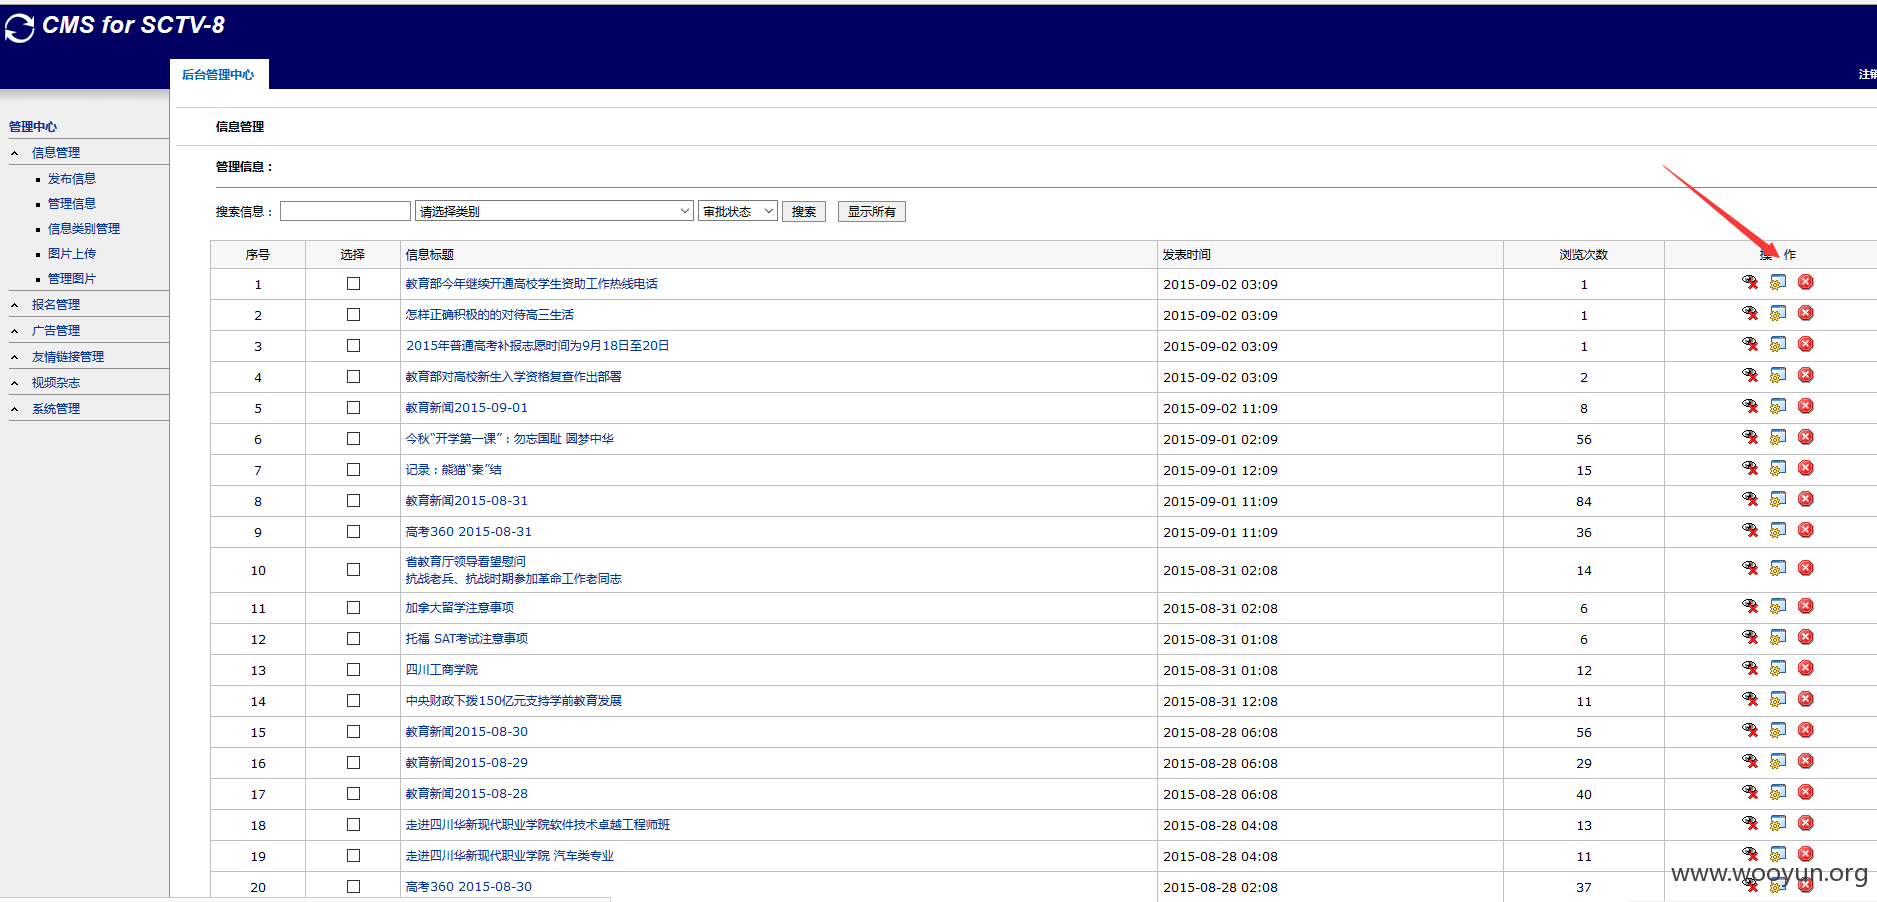 CMS for SCTV-8
后台管理中心
注销
管理中心
信息管理
发布信息
管理信息
信息类别管理
图片上传
管理图片
报名管理
广告管理
友情链接管理
视频杂志
系统管理
信息管理
管理信息：
搜索信息： 请选择类别 审批状态 搜索 显示所有
序号 选择 信息标题 发表时间 浏览次数 操作
1 教育部今年继续开通高校学生资助工作热线电话 2015-09-02 03:09 1
2 怎样正确积极的的对待高三生活 2015-09-02 03:09 1
3 2015年普通高考补报志愿时间为9月18日至20日 2015-09-02 03:09 1
4 教育部对高校新生入学资格复查作出部署 2015-09-02 03:09 2
5 教育新闻2015-09-01 2015-09-02 11:09 8
6 今秋“开学第一课”：勿忘国耻 圆梦中华 2015-09-01 02:09 56
7 记录：熊猫“秦”结 2015-09-01 12:09 15
8 教育新闻2015-08-31 2015-09-01 11:09 84
9 高考360 2015-08-31 2015-09-01 11:09 36
10 省教育厅领导看望慰问
抗战老兵、抗战时期参加革命工作老同志 2015-08-31 02:08 14
11 加拿大留学注意事项 2015-08-31 02:08 6
12 托福 SAT考试注意事项 2015-08-31 01:08 6
13 四川工商学院 2015-08-31 01:08 12
14 中央财政下拨150亿元支持学前教育发展 2015-08-31 12:08 11
15 教育新闻2015-08-30 2015-08-28 06:08 56
16 教育新闻2015-08-29 2015-08-28 06:08 29
17 教育新闻2015-08-28 2015-08-28 06:08 40
18 走进四川华新现代职业学院软件技术卓越工程师班 2015-08-28 04:08 13
19 走进四川华新现代职业学院 汽车类专业 2015-08-28 04:08 11
20 高考360 2015-08-30 2015-08-28 02:08 37
www.wooyun.org